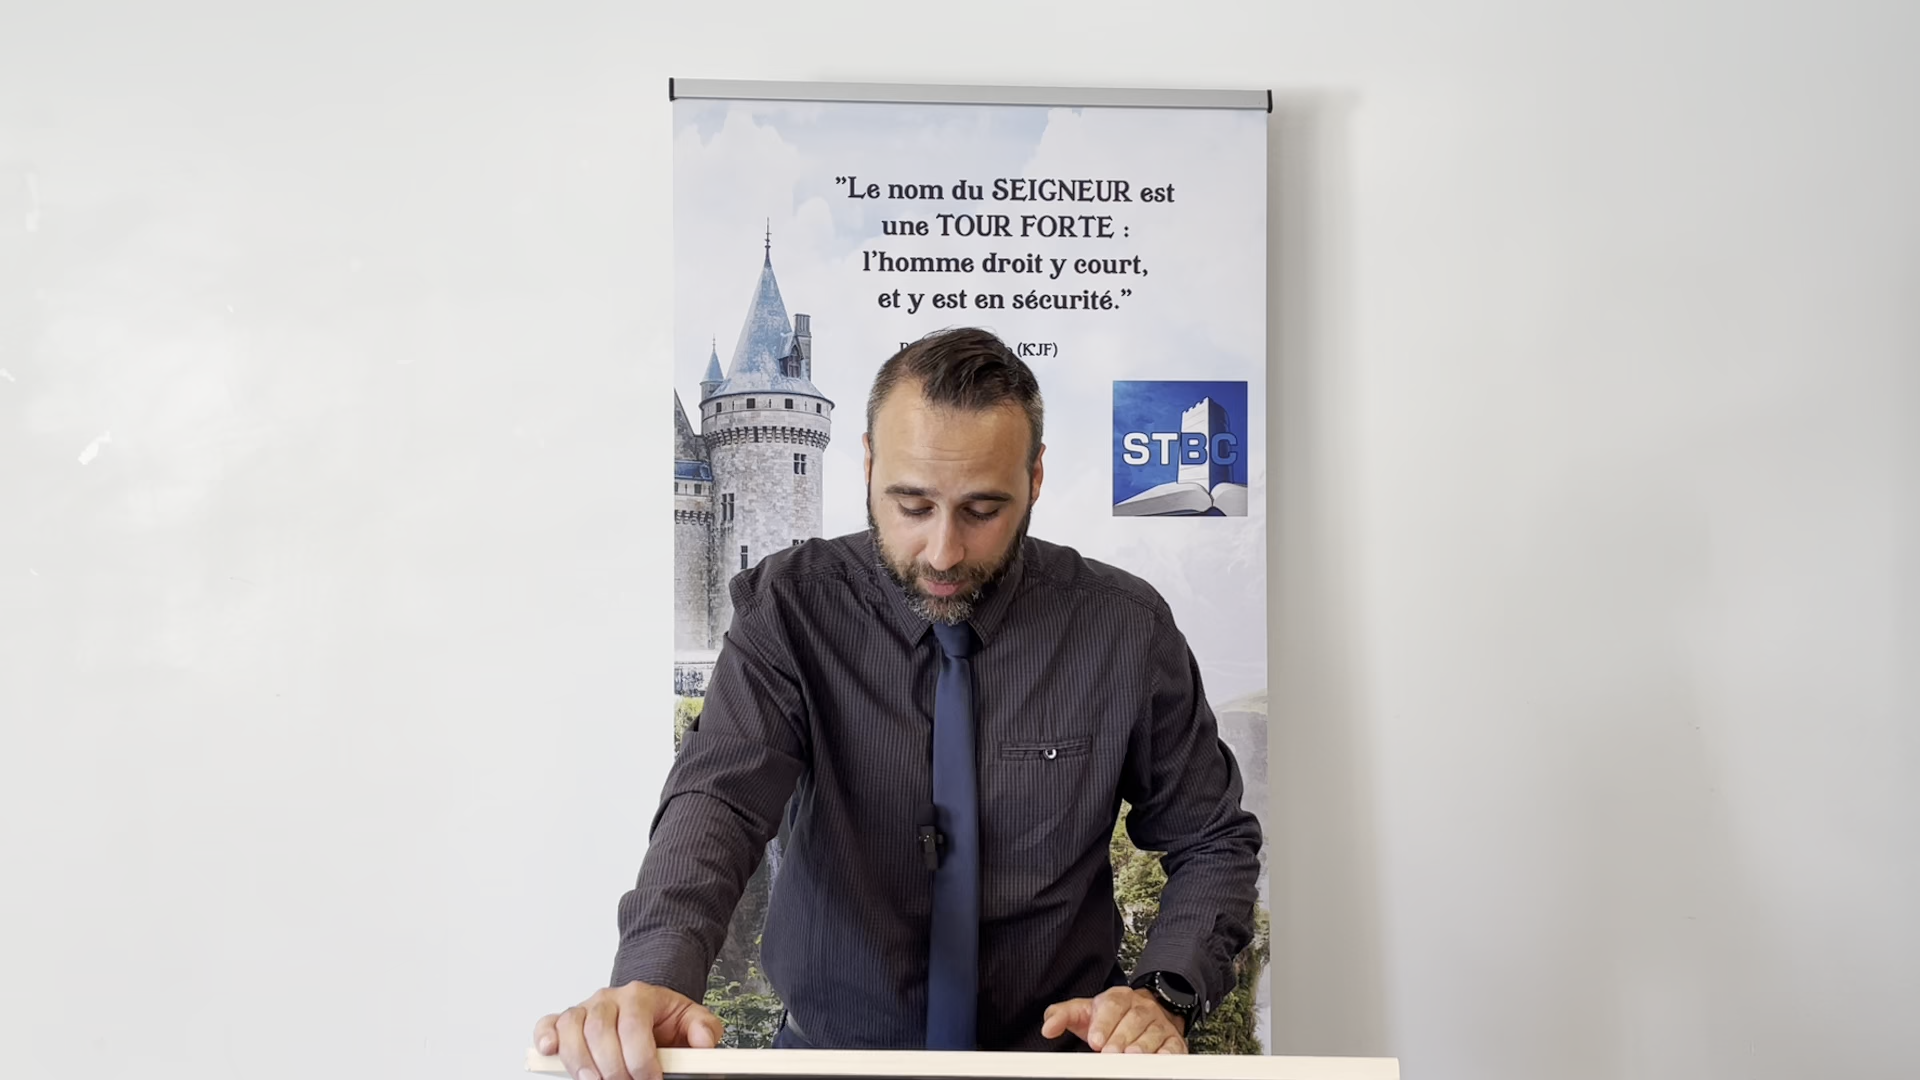 ”Le nom du SEIGNEUR est
une TOUR FORTE :
l’homme droit y court,
et y est en sécurité.”
(KJF)
STBC